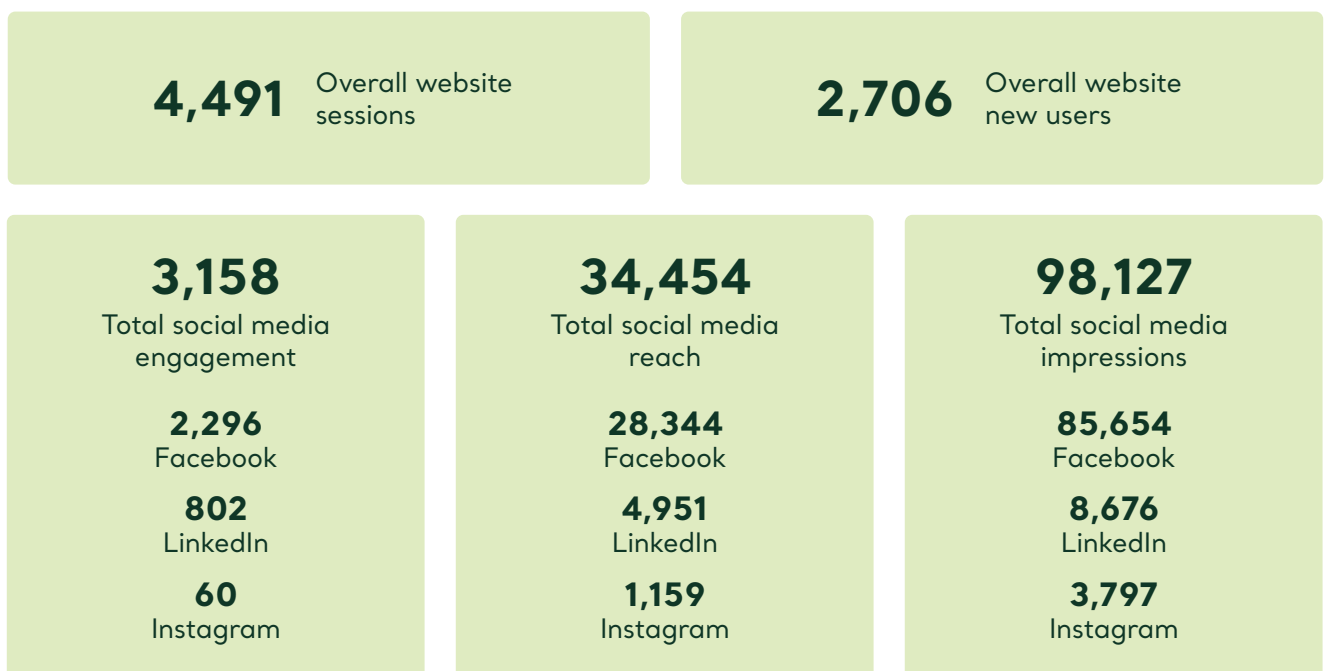 4,491
Overall website
sessions
2,706
Overall website
new users
3,158
Total social media
engagement
2,296
Facebook
802
LinkedIn
60
Instagram
34,454
Total social media
reach
28,344
Facebook
4,951
LinkedIn
1,159
Instagram
98,127
Total social media
impressions
85,654
Facebook
8,676
LinkedIn
3,797
Instagram